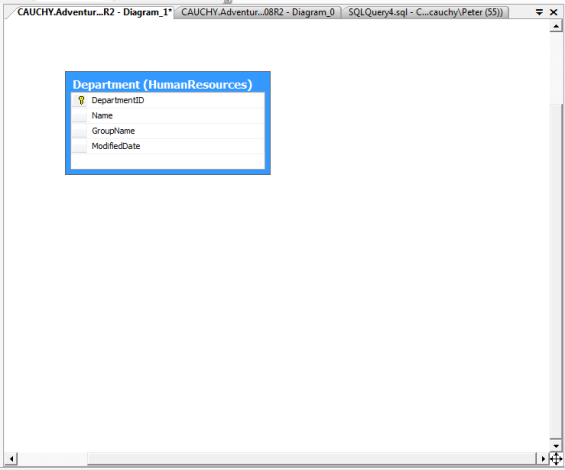 CAUCHY.Adventur...R2 - Diagram_1* CAUCHY.Adventur...08R2 - Diagram_0 SQLQuery4.sql - C...cauchy\Peter (55))
Department (HumanResources)
DepartmentID
Name
GroupName
ModifiedDate